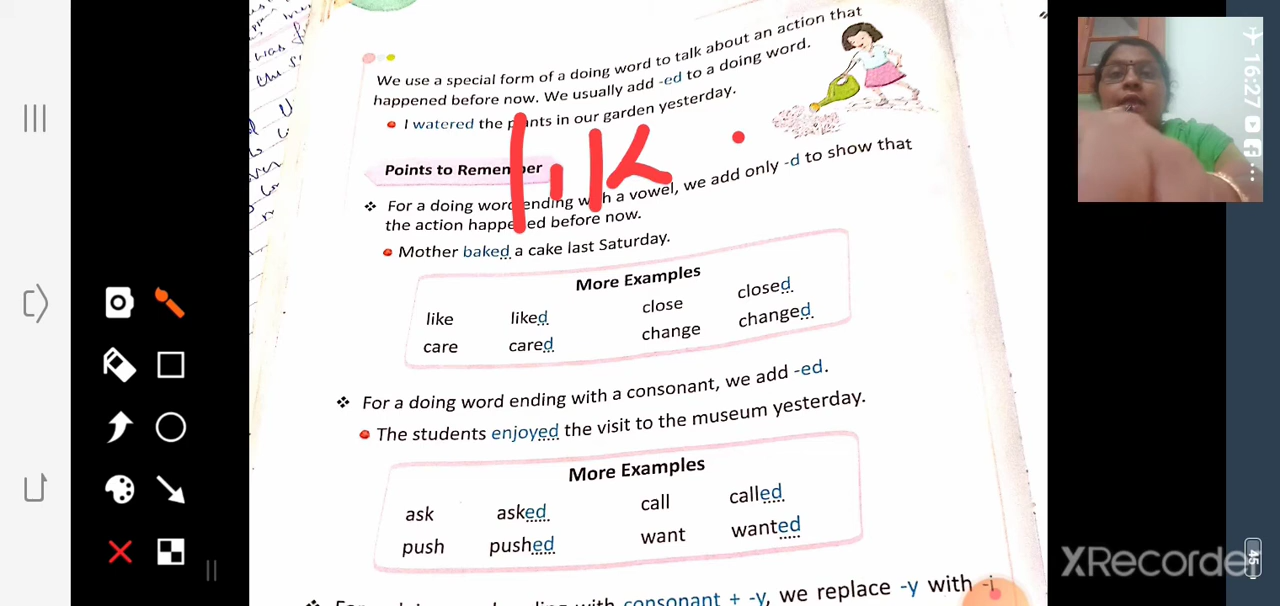 We use a special form of a doing word to talk about an action that
happened before now. We usually add -ed to a doing word.
I watered the plants in our garden yesterday.
Points to Remember
For a doing word ending with a vowel, we add only -d to show that
the action happened before now.
Mother baked a cake last Saturday.
More Examples
like liked close closed
care cared change changed
For a doing word ending with a consonant, we add -ed.
The students enjoyed the visit to the museum yesterday.
More Examples
ask asked call called
push pushed want wanted
consonant + -y, we replace -y with -i
lik
16:27
45
XRecorder